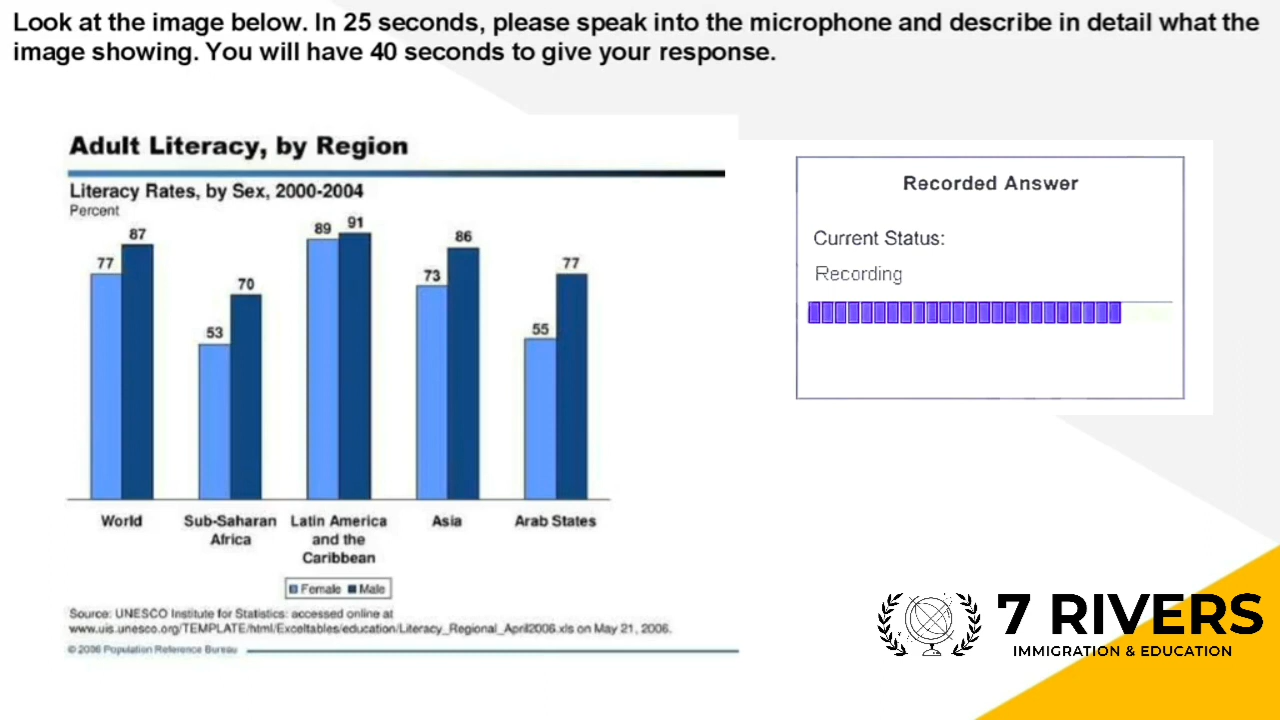 Look at the image below. In 25 seconds, please speak into the microphone and describe in detail what the
image showing. You will have 40 seconds to give your response.
Adult Literacy, by Region
Literacy Rates, by Sex, 2000-2004
Percent
77
87
53
70
89
91
73
86
55
77
World
Sub-Saharan
Africa
Latin America
and the
Caribbean
Asia
Arab States
Female
Male
Source: UNESCO Institute for Statistics: accessed online at
www.uis.unesco.org/TEMPLATE/html/Exceltables/education/Literacy_Regional_April2006.xls on May 21, 2006.
© 2006 Population Reference Bureau
Recorded Answer
Current Status:
Recording
7 RIVERS
IMMIGRATION & EDUCATION